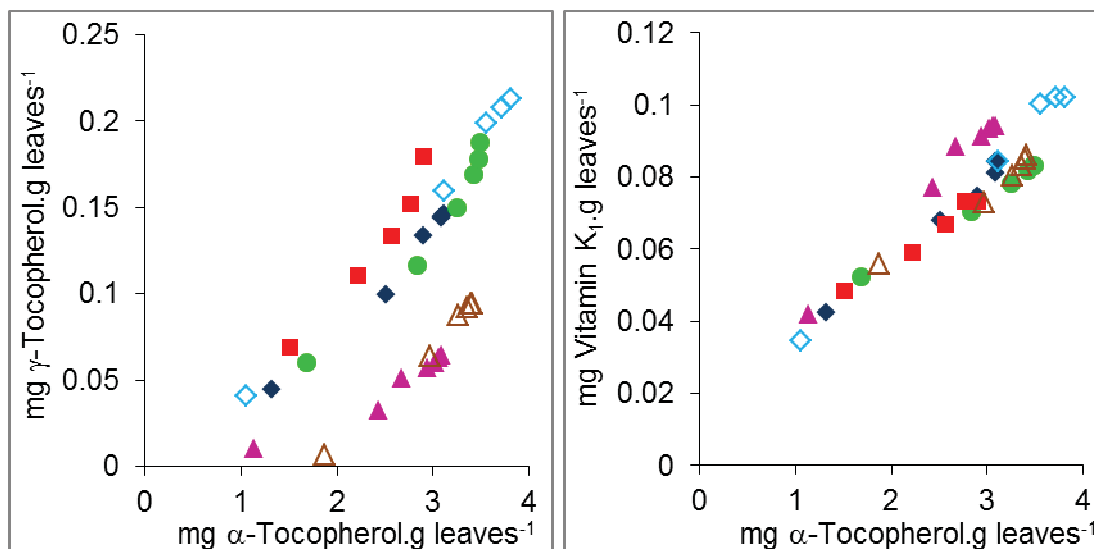 mg γ-Tocopherol.g leaves-1
0.25
0.2
0.15
0.1
0.05
0
0 1 2 3 4
mg α-Tocopherol.g leaves-1
mg Vitamin K1.g leaves-1
0.12
0.1
0.08
0.06
0.04
0.02
0
0 1 2 3 4
mg α-Tocopherol.g leaves-1